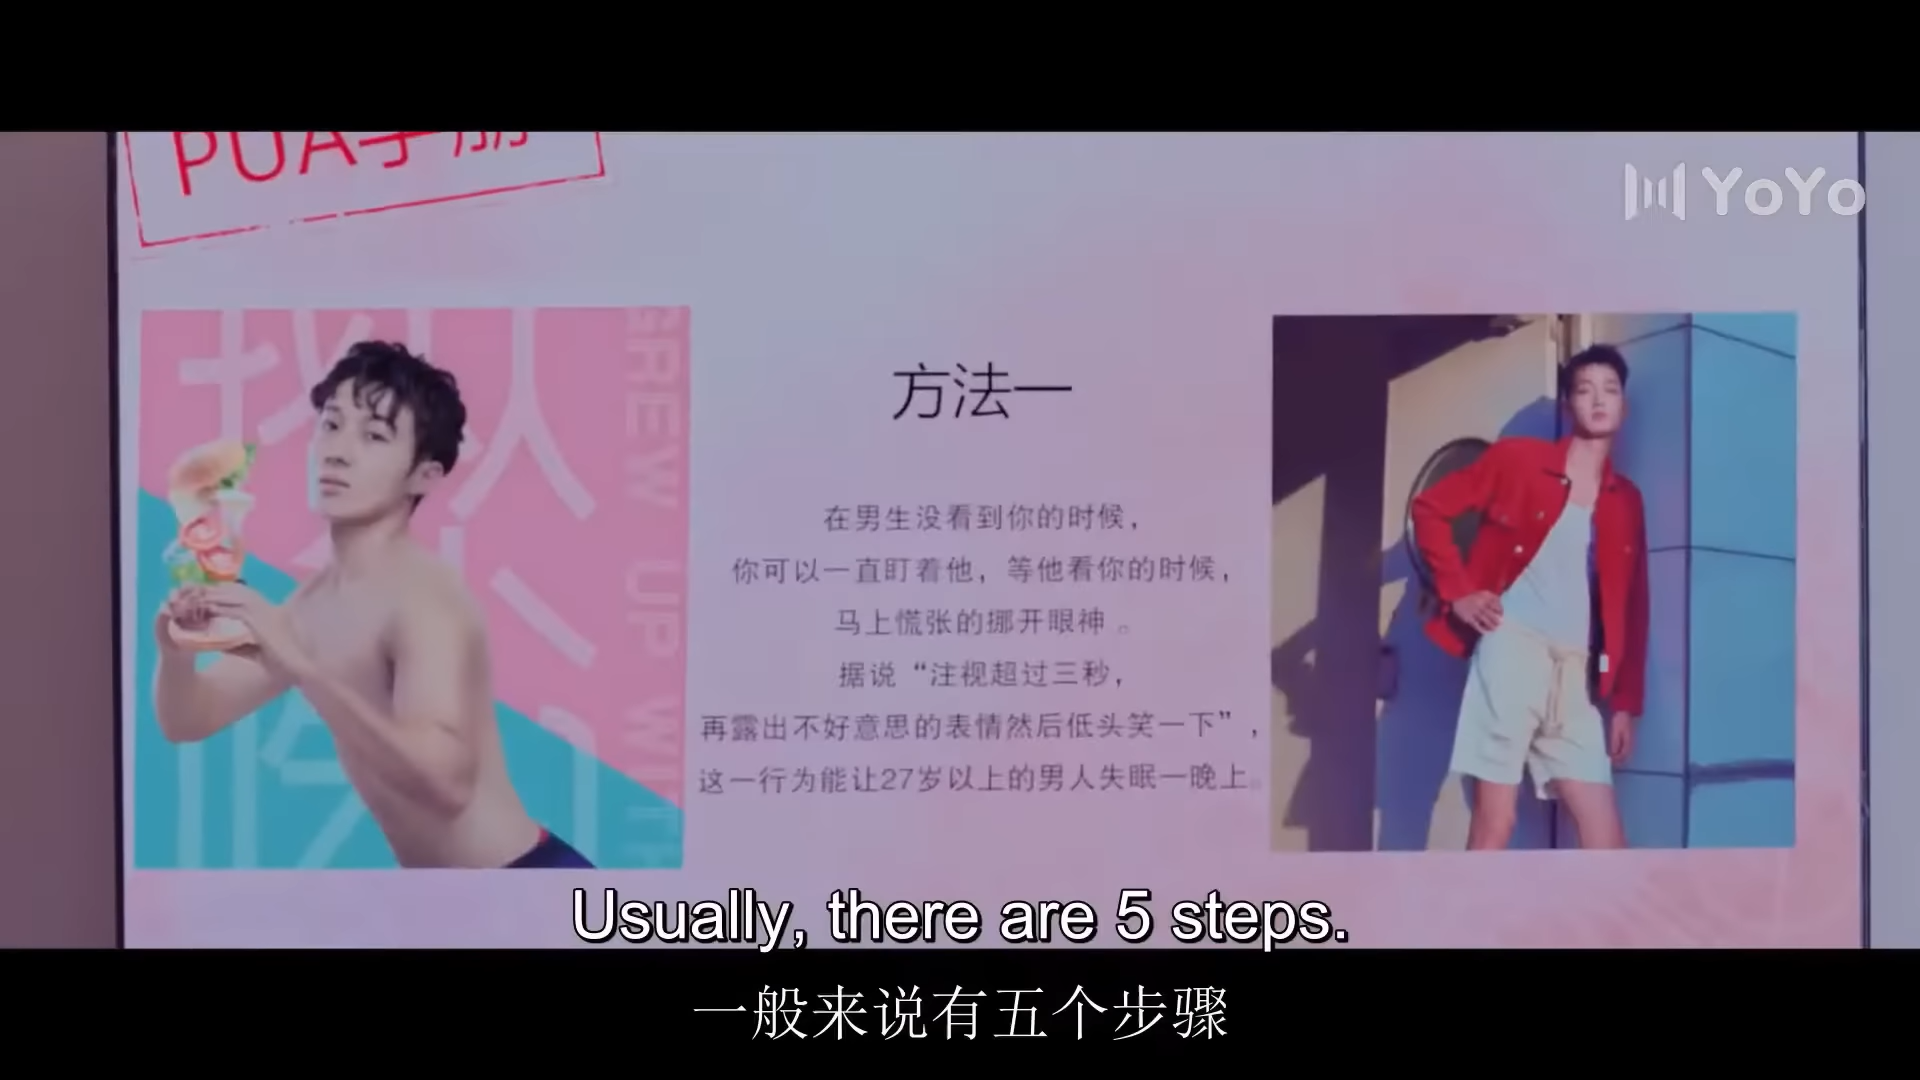 PUA手册
YoYo
方法一
在男生没看到你的时候，
你可以一直盯着他，等他看你的时候，
马上慌张的挪开眼神。
据说“注视超过三秒，
再露出不好意思的表情然后低头笑一下”，
这一行为能让27岁以上的男人失眠一晚上。
GREW UP WITH
Usually, there are 5 steps.
一般来说有五个步骤